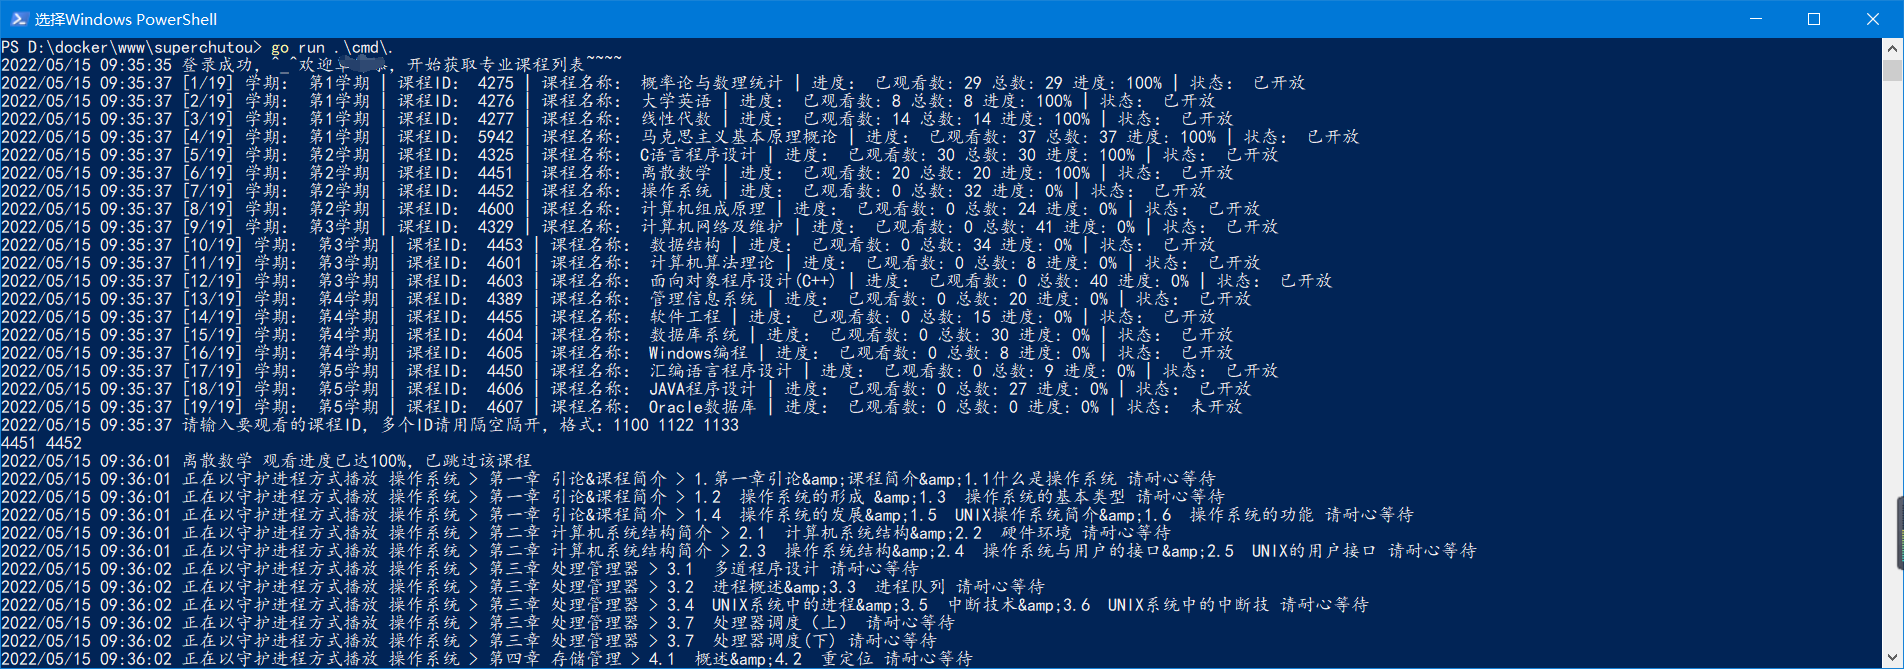 选择Windows PowerShell
PS D:\docker\www\superchutou> go run .\cmd\.
2022/05/15 09:35:35 登录成功，^_^欢迎，开始获取专业课程列表~~~~
2022/05/15 09:35:37 [1/19] 学期： 第1学期 | 课程ID： 4275 | 课程名称： 概率论与数理统计 | 进度： 已观看数：29 总数：29 进度：100% | 状态： 已开放
2022/05/15 09:35:37 [2/19] 学期： 第1学期 | 课程ID： 4276 | 课程名称： 大学英语 | 进度： 已观看数：8 总数：8 进度：100% | 状态： 已开放
2022/05/15 09:35:37 [3/19] 学期： 第1学期 | 课程ID： 4277 | 课程名称： 线性代数 | 进度： 已观看数：14 总数：14 进度：100% | 状态： 已开放
2022/05/15 09:35:37 [4/19] 学期： 第1学期 | 课程ID： 5942 | 课程名称： 马克思主义基本原理概论 | 进度： 已观看数：37 总数：37 进度：100% | 状态： 已开放
2022/05/15 09:35:37 [5/19] 学期： 第2学期 | 课程ID： 4325 | 课程名称： C语言程序设计 | 进度： 已观看数：30 总数：30 进度：100% | 状态： 已开放
2022/05/15 09:35:37 [6/19] 学期： 第2学期 | 课程ID： 4451 | 课程名称： 离散数学 | 进度： 已观看数：20 总数：20 进度：100% | 状态： 已开放
2022/05/15 09:35:37 [7/19] 学期： 第2学期 | 课程ID： 4452 | 课程名称： 操作系统 | 进度： 已观看数：0 总数：32 进度：0% | 状态： 已开放
2022/05/15 09:35:37 [8/19] 学期： 第2学期 | 课程ID： 4600 | 课程名称： 计算机组成原理 | 进度： 已观看数：0 总数：24 进度：0% | 状态： 已开放
2022/05/15 09:35:37 [9/19] 学期： 第3学期 | 课程ID： 4329 | 课程名称： 计算机网络及维护 | 进度： 已观看数：0 总数：41 进度：0% | 状态： 已开放
2022/05/15 09:35:37 [10/19] 学期： 第3学期 | 课程ID： 4453 | 课程名称： 数据结构 | 进度： 已观看数：0 总数：34 进度：0% | 状态： 已开放
2022/05/15 09:35:37 [11/19] 学期： 第3学期 | 课程ID： 4601 | 课程名称： 计算机算法理论 | 进度： 已观看数：0 总数：8 进度：0% | 状态： 已开放
2022/05/15 09:35:37 [12/19] 学期： 第3学期 | 课程ID： 4603 | 课程名称： 面向对象程序设计(C++) | 进度： 已观看数：0 总数：40 进度：0% | 状态： 已开放
2022/05/15 09:35:37 [13/19] 学期： 第4学期 | 课程ID： 4389 | 课程名称： 管理信息系统 | 进度： 已观看数：0 总数：20 进度：0% | 状态： 已开放
2022/05/15 09:35:37 [14/19] 学期： 第4学期 | 课程ID： 4455 | 课程名称： 软件工程 | 进度： 已观看数：0 总数：15 进度：0% | 状态： 已开放
2022/05/15 09:35:37 [15/19] 学期： 第4学期 | 课程ID： 4604 | 课程名称： 数据库系统 | 进度： 已观看数：0 总数：30 进度：0% | 状态： 已开放
2022/05/15 09:35:37 [16/19] 学期： 第4学期 | 课程ID： 4605 | 课程名称： Windows编程 | 进度： 已观看数：0 总数：8 进度：0% | 状态： 已开放
2022/05/15 09:35:37 [17/19] 学期： 第5学期 | 课程ID： 4450 | 课程名称： 汇编语言程序设计 | 进度： 已观看数：0 总数：9 进度：0% | 状态： 已开放
2022/05/15 09:35:37 [18/19] 学期： 第5学期 | 课程ID： 4606 | 课程名称： JAVA程序设计 | 进度： 已观看数：0 总数：27 进度：0% | 状态： 已开放
2022/05/15 09:35:37 [19/19] 学期： 第5学期 | 课程ID： 4607 | 课程名称： Oracle数据库 | 进度： 已观看数：0 总数：0 进度：0% | 状态： 未开放
2022/05/15 09:35:37 请输入要观看的课程ID，多个ID请用隔空隔开，格式：1100 1122 1133
4451 4452
2022/05/15 09:36:01 离散数学 观看进度已达100%，已跳过该课程
2022/05/15 09:36:01 正在以守护进程方式播放 操作系统 > 第一章 引论&课程简介 > 1.第一章引论&amp;课程简介&amp;1.1什么是操作系统 请耐心等待
2022/05/15 09:36:01 正在以守护进程方式播放 操作系统 > 第一章 引论&课程简介 > 1.2 操作系统的形成 &amp;1.3 操作系统的基本类型 请耐心等待
2022/05/15 09:36:01 正在以守护进程方式播放 操作系统 > 第一章 引论&课程简介 > 1.4 操作系统的发展&amp;1.5 UNIX操作系统简介&amp;1.6 操作系统的功能 请耐心等待
2022/05/15 09:36:01 正在以守护进程方式播放 操作系统 > 第二章 计算机系统结构简介 > 2.1 计算机系统结构&amp;2.2 硬件环境 请耐心等待
2022/05/15 09:36:01 正在以守护进程方式播放 操作系统 > 第二章 计算机系统结构简介 > 2.3 操作系统结构&amp;2.4 操作系统与用户的接口&amp;2.5 UNIX的用户接口 请耐心等待
2022/05/15 09:36:02 正在以守护进程方式播放 操作系统 > 第三章 处理管理器 > 3.1 多道程序设计 请耐心等待
2022/05/15 09:36:02 正在以守护进程方式播放 操作系统 > 第三章 处理管理器 > 3.2 进程概述&amp;3.3 进程队列 请耐心等待
2022/05/15 09:36:02 正在以守护进程方式播放 操作系统 > 第三章 处理管理器 > 3.4 UNIX系统中的进程&amp;3.5 中断技术&amp;3.6 UNIX系统中的中断技 请耐心等待
2022/05/15 09:36:02 正在以守护进程方式播放 操作系统 > 第三章 处理管理器 > 3.7 处理器调度（上） 请耐心等待
2022/05/15 09:36:02 正在以守护进程方式播放 操作系统 > 第三章 处理管理器 > 3.7 处理器调度(下) 请耐心等待
2022/05/15 09:36:02 正在以守护进程方式播放 操作系统 > 第四章 存储管理 > 4.1 概述&amp;4.2 重定位 请耐心等待